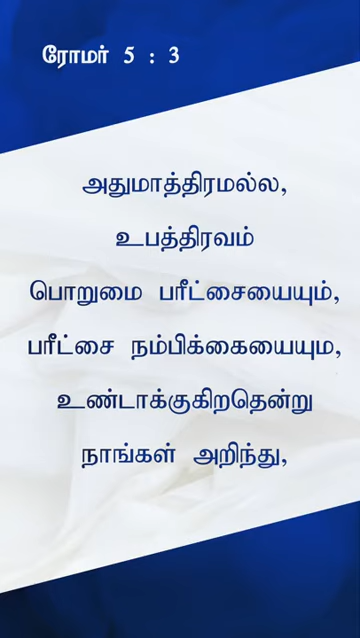 ரோமர் 5 : 3
அதுமாத்திரமல்ல,
உபத்திரவம்
பொறுமை பரீட்சையையும்,
பரீட்சை நம்பிக்கையையும,
உண்டாக்குகிறதென்று
நாங்கள் அறிந்து,